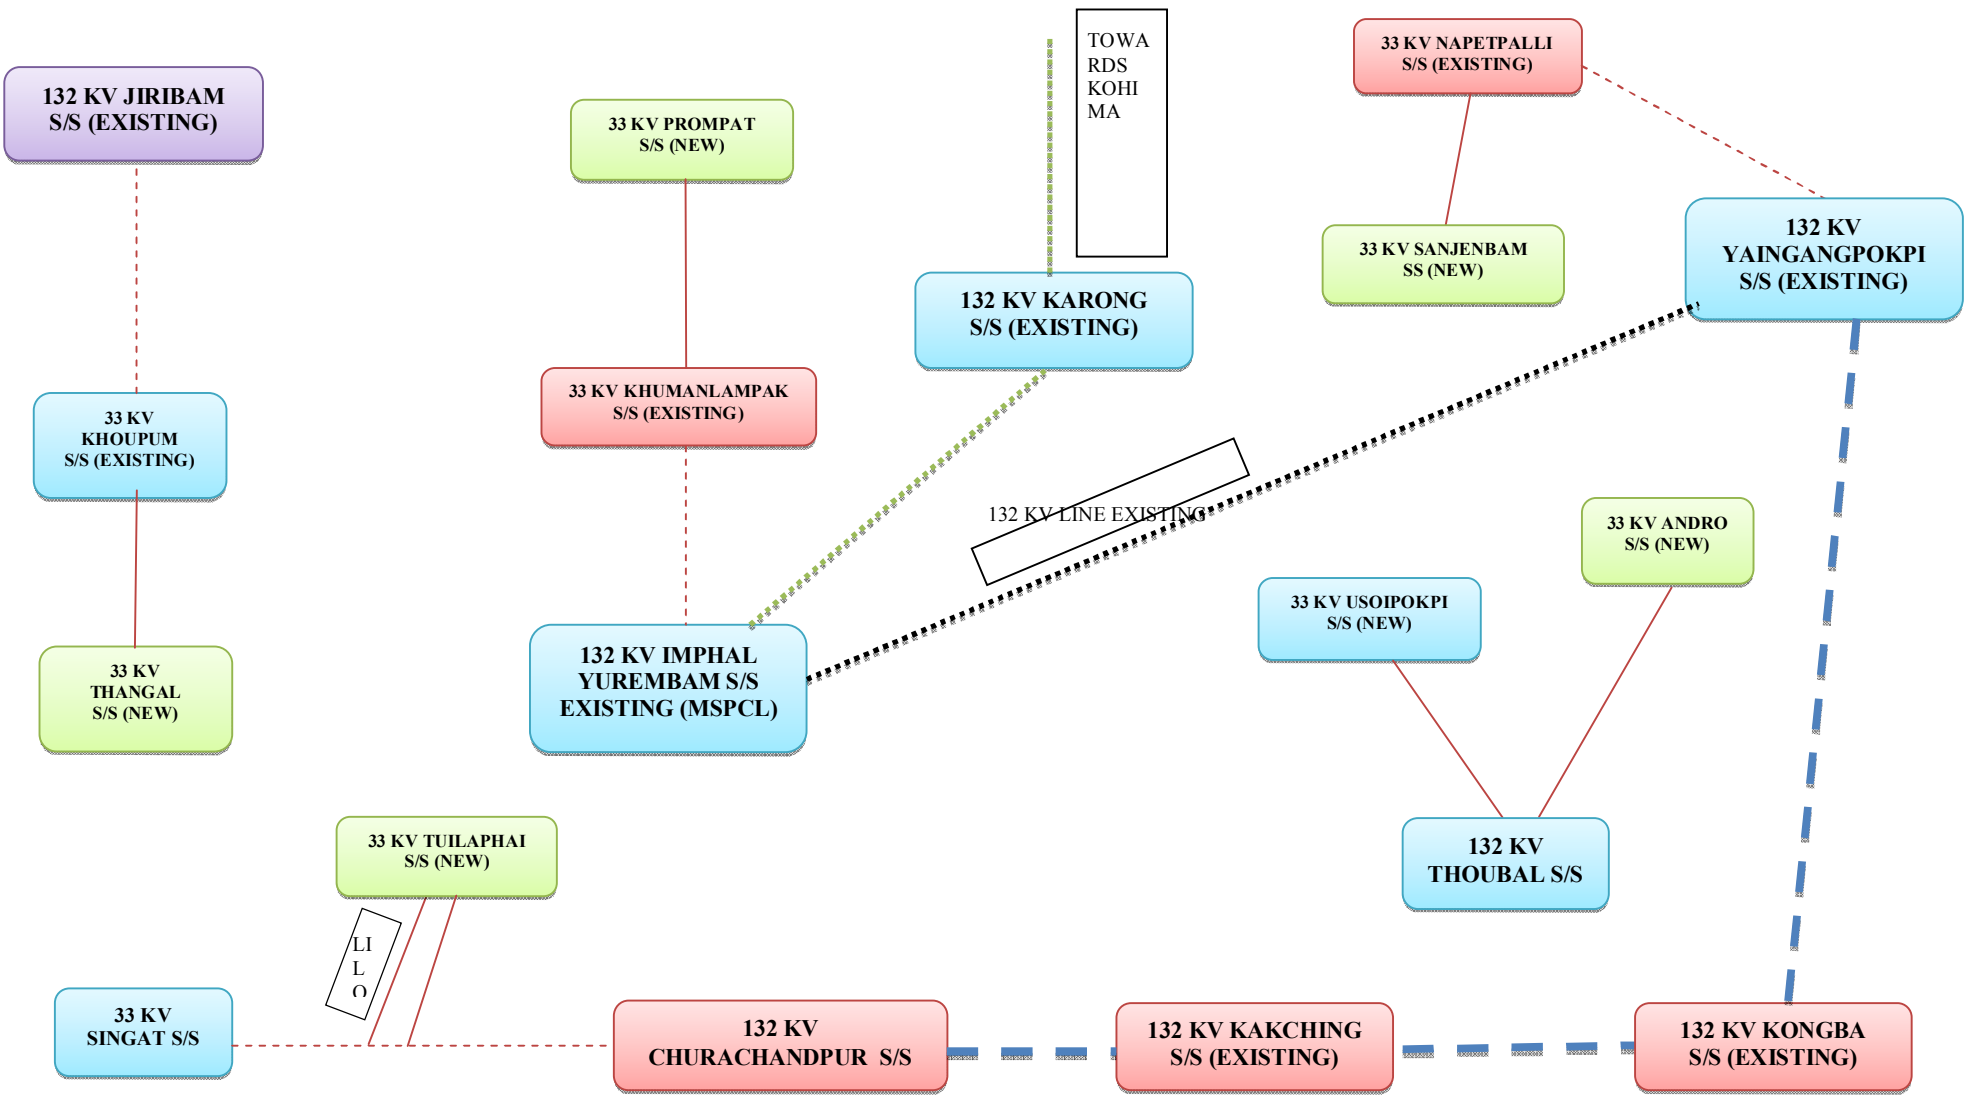 TOWA
RDS
KOHI
MA
33 KV NAPETPALLI
S/S (EXISTING)
132 KV JIRIBAM
S/S (EXISTING)
33 KV PROMPAT
S/S (NEW)
132 KV
YAINGANGPOKPI
S/S (EXISTING)
33 KV SANJENBAM
SS (NEW)
132 KV KARONG
S/S (EXISTING)
33 KV KHUMANLAMPAK
S/S (EXISTING)
33 KV
KHOUPUM
S/S (EXISTING)
132 KV LINE EXISTING
33 KV ANDRO
S/S (NEW)
33 KV USOIPOKPI
S/S (NEW)
33 KV
THANGAL
S/S (NEW)
132 KV IMPHAL
YUREMBAM S/S
EXISTING (MSPCL)
33 KV TUILAPHAI
S/S (NEW)
132 KV
THOUBAL S/S
LI
L
O
33 KV
SINGAT S/S
132 KV
CHURACHANDPUR  S/S
132 KV KAKCHING
S/S (EXISTING)
132 KV KONGBA
S/S (EXISTING)